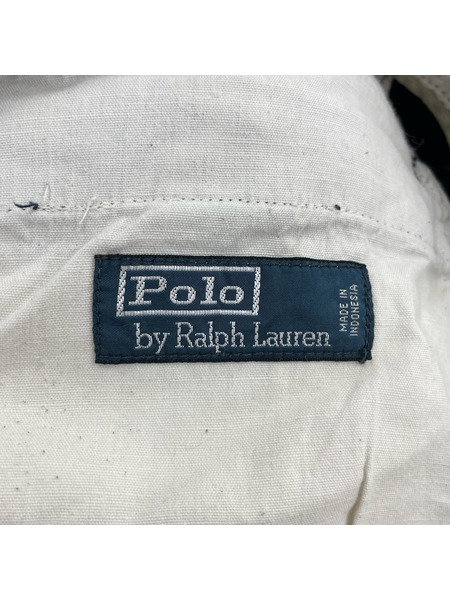 Polo
by Ralph Lauren
MADE IN
INDONESIA